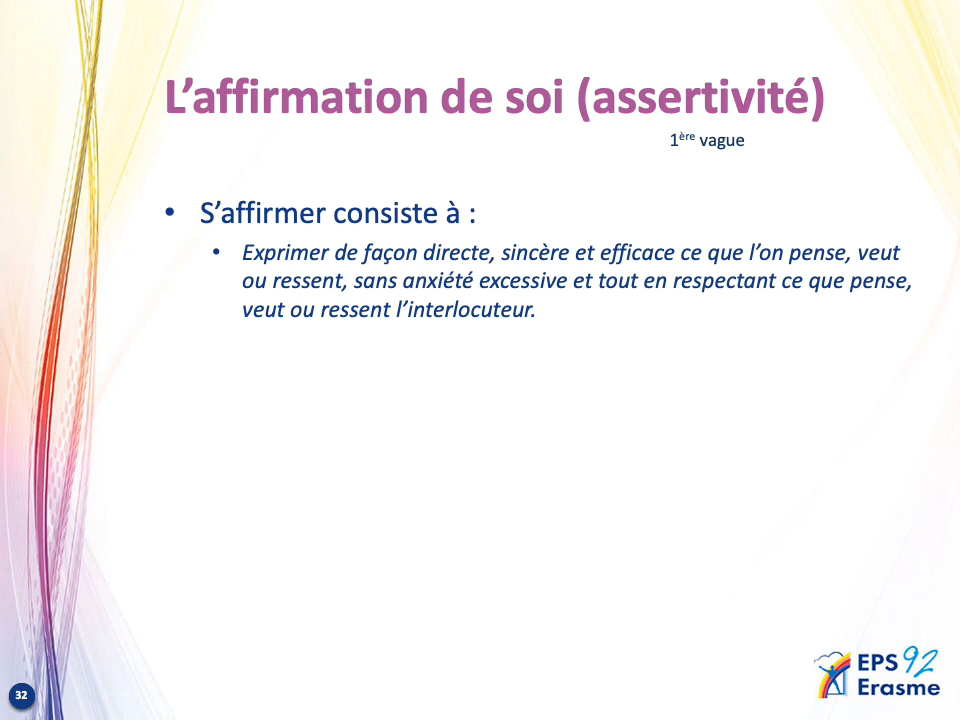 L’affirmation de soi (assertivité)
1ère vague
• S’affirmer consiste à :
• Exprimer de façon directe, sincère et efficace ce que l’on pense, veut
ou ressent, sans anxiété excessive et tout en respectant ce que pense,
veut ou ressent l’interlocuteur.
EPS 92
Erasme
32